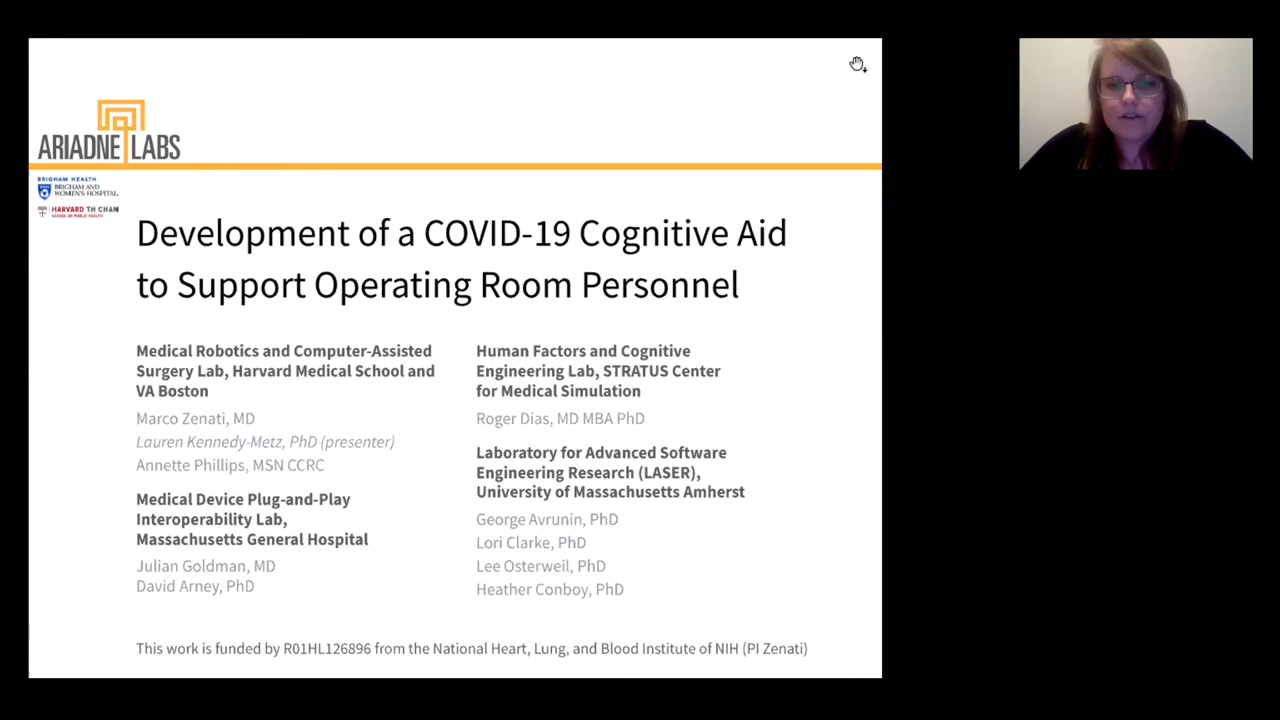 ARIADNE LABS
BRIGHAM HEALTH
BRIGHAM AND
WOMEN'S HOSPITAL
HARVARD T.H. CHAN
SCHOOL OF PUBLIC HEALTH
Development of a COVID-19 Cognitive Aid
to Support Operating Room Personnel
Medical Robotics and Computer-Assisted
Surgery Lab, Harvard Medical School and
VA Boston
Marco Zenati, MD
Lauren Kennedy-Metz, PhD (presenter)
Annette Phillips, MSN CCRC
Medical Device Plug-and-Play
Interoperability Lab,
Massachusetts General Hospital
Julian Goldman, MD
David Arney, PhD
Human Factors and Cognitive
Engineering Lab, STRATUS Center
for Medical Simulation
Roger Dias, MD MBA PhD
Laboratory for Advanced Software
Engineering Research (LASER),
University of Massachusetts Amherst
George Avrunin, PhD
Lori Clarke, PhD
Lee Osterweil, PhD
Heather Conboy, PhD
This work is funded by R01HL126896 from the National Heart, Lung, and Blood Institute of NIH (PI Zenati)